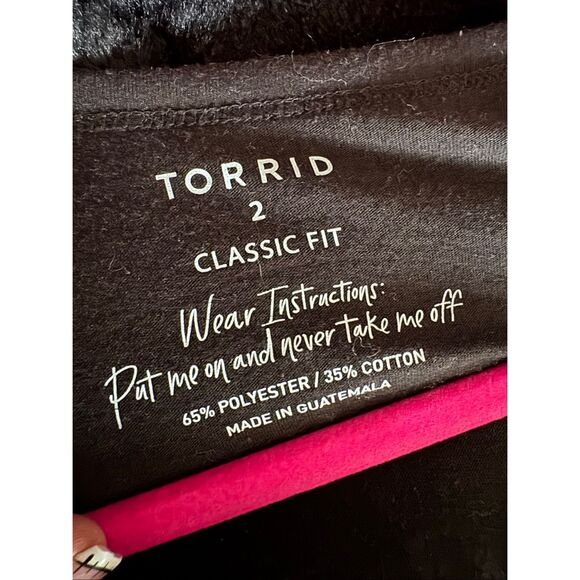 TORRID
2
CLASSIC FIT
Wear Instructions:
Put me on and never take me off
65% POLYESTER / 35% COTTON
MADE IN GUATEMALA